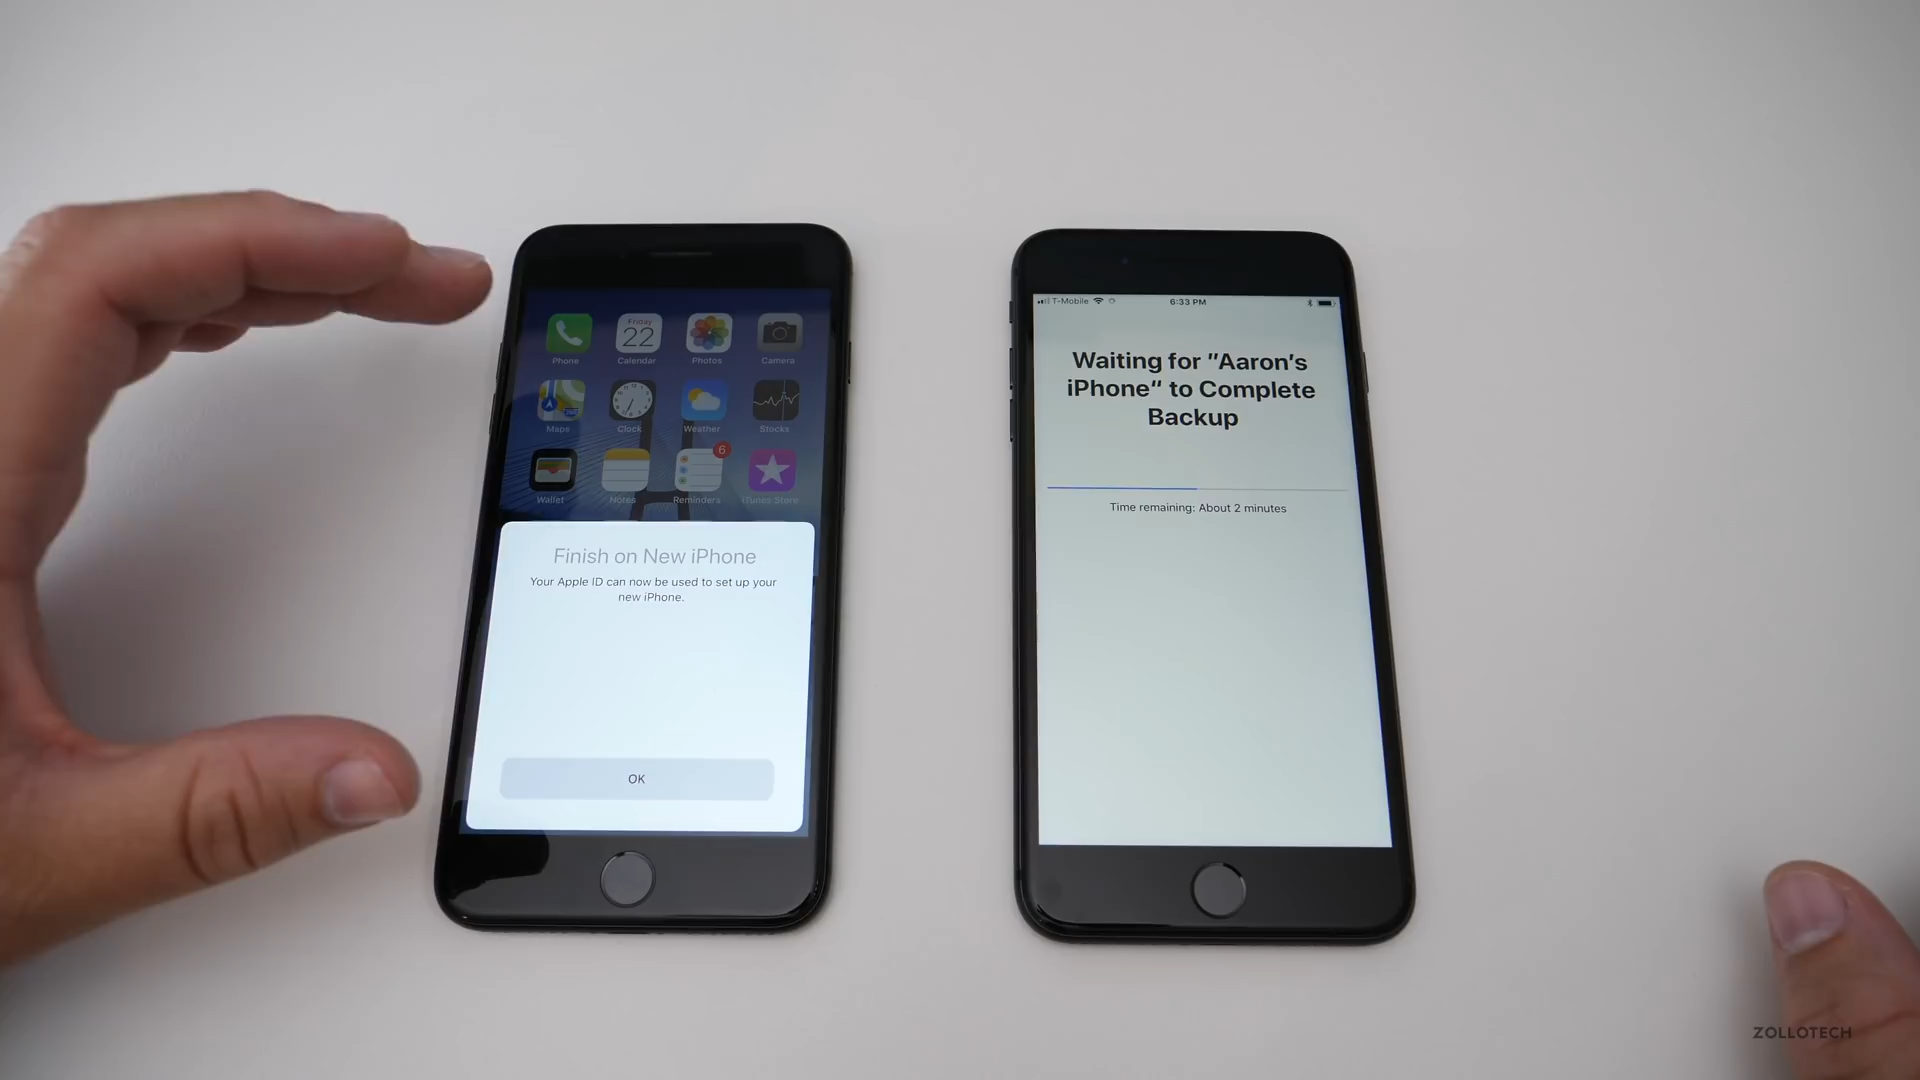 Friday
22
Phone
Calendar
Photos
Camera
Maps
Clock
Weather
Stocks
6
Wallet
Notes
Reminders
iTunes Store
Finish on New iPhone
Your Apple ID can now be used to set up your
new iPhone.
OK
T-Mobile
6:33 PM
Waiting for "Aaron's
iPhone" to Complete
Backup
Time remaining: About 2 minutes
ZOLLOTECH